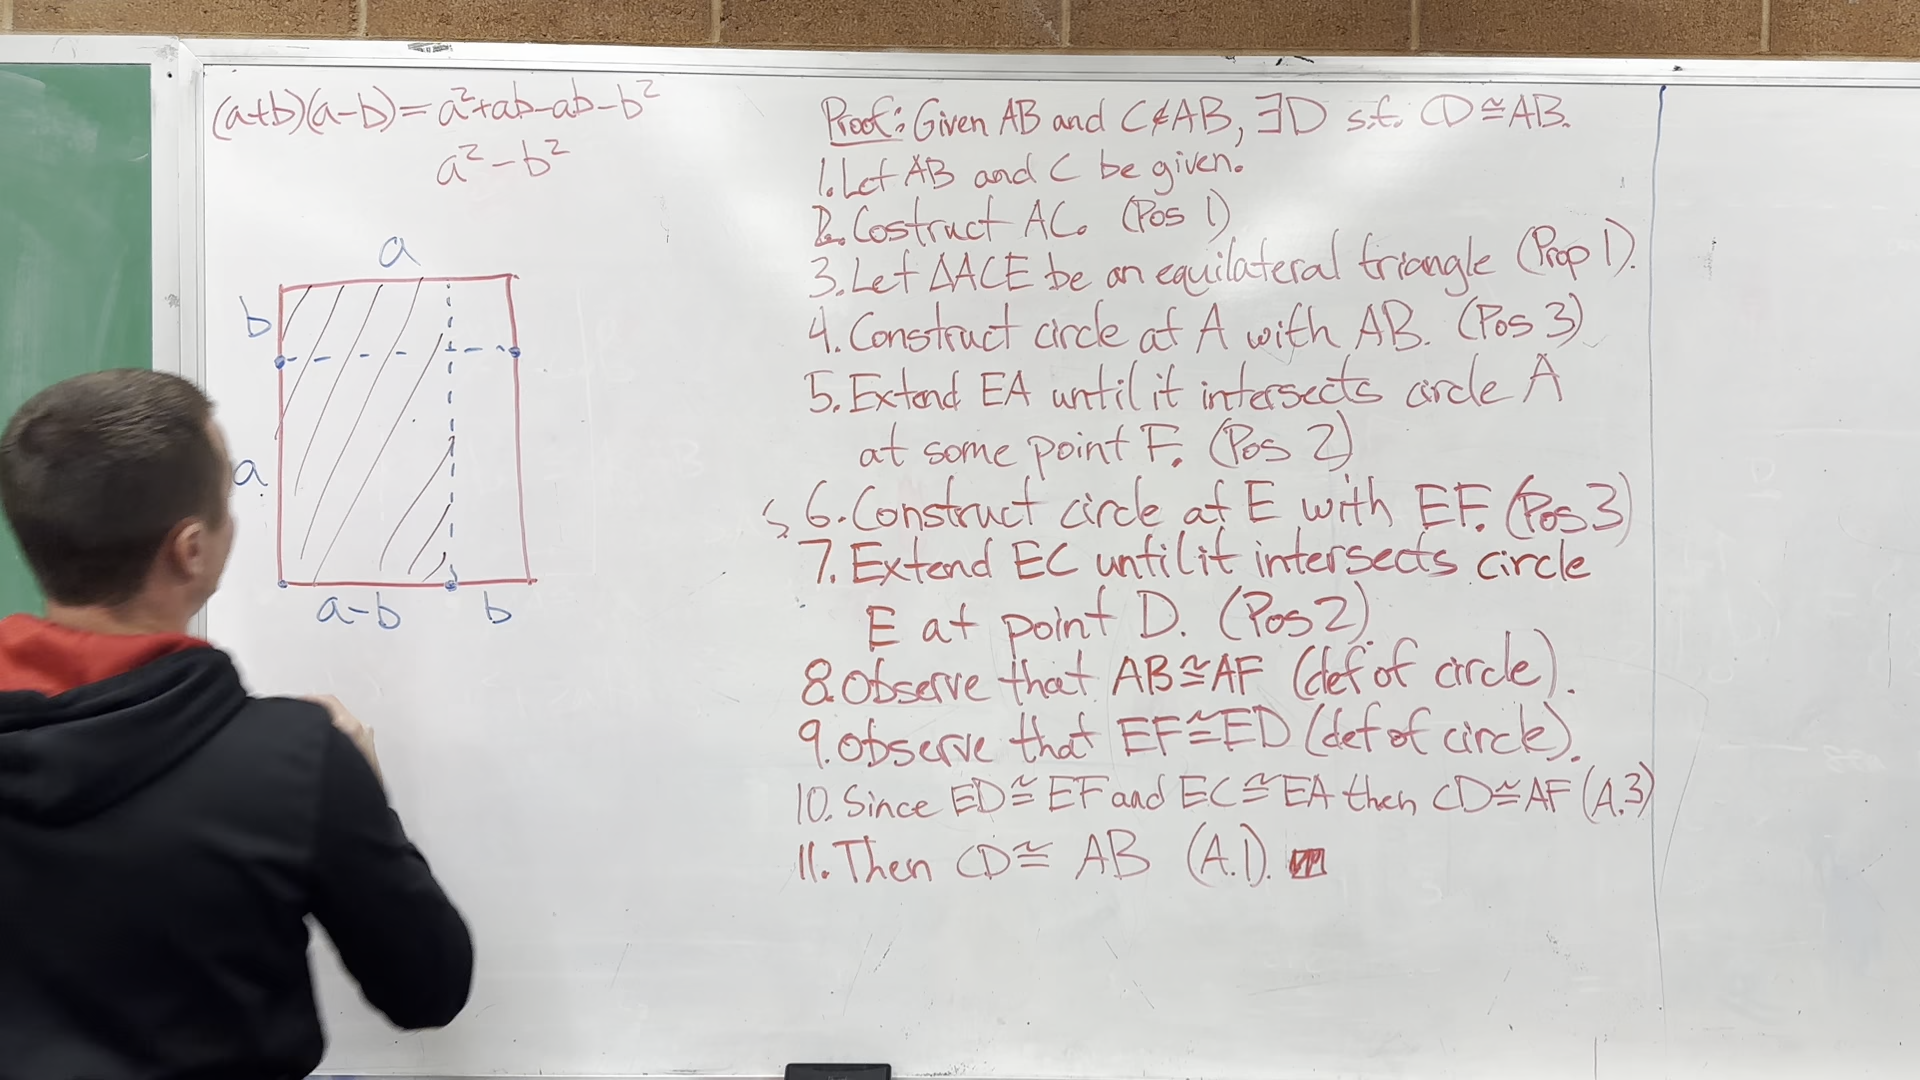 (a+b)(a-b)=a²+ab-ab-b²
a²-b²
a
b
a
a-b
b
Proof: Given AB and C∉AB, ∃D s.t. CD≅AB.
1. Let AB and C be given.
2. Costruct AC. (Pos 1)
3. Let ΔACE be an equilateral triangle (Prop 1).
4. Construct circle at A with AB. (Pos 3)
5. Extend EA until it intersects circle A
at some point F. (Pos 2)
6. Construct circle at E with EF. (Pos 3)
7. Extend EC until it intersects circle
E at point D. (Pos 2)
8. Observe that AB≅AF (def of circle).
9. Observe that EF≅ED (def of circle).
10. Since ED≅EF and EC≅EA then CD≅AF (A.3)
11. Then CD≅AB (A.1).